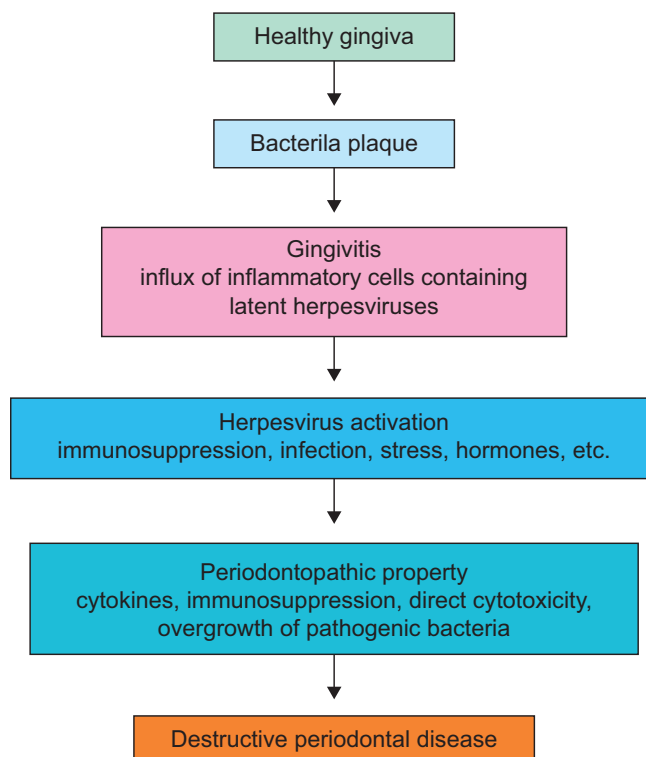 Healthy gingiva
Bacterila plaque
Gingivitis
influx of inflammatory cells containing
latent herpesviruses
Herpesvirus activation
immunosuppression, infection, stress, hormones, etc.
Periodontopathic property
cytokines, immunosuppression, direct cytotoxicity,
overgrowth of pathogenic bacteria
Destructive periodontal disease